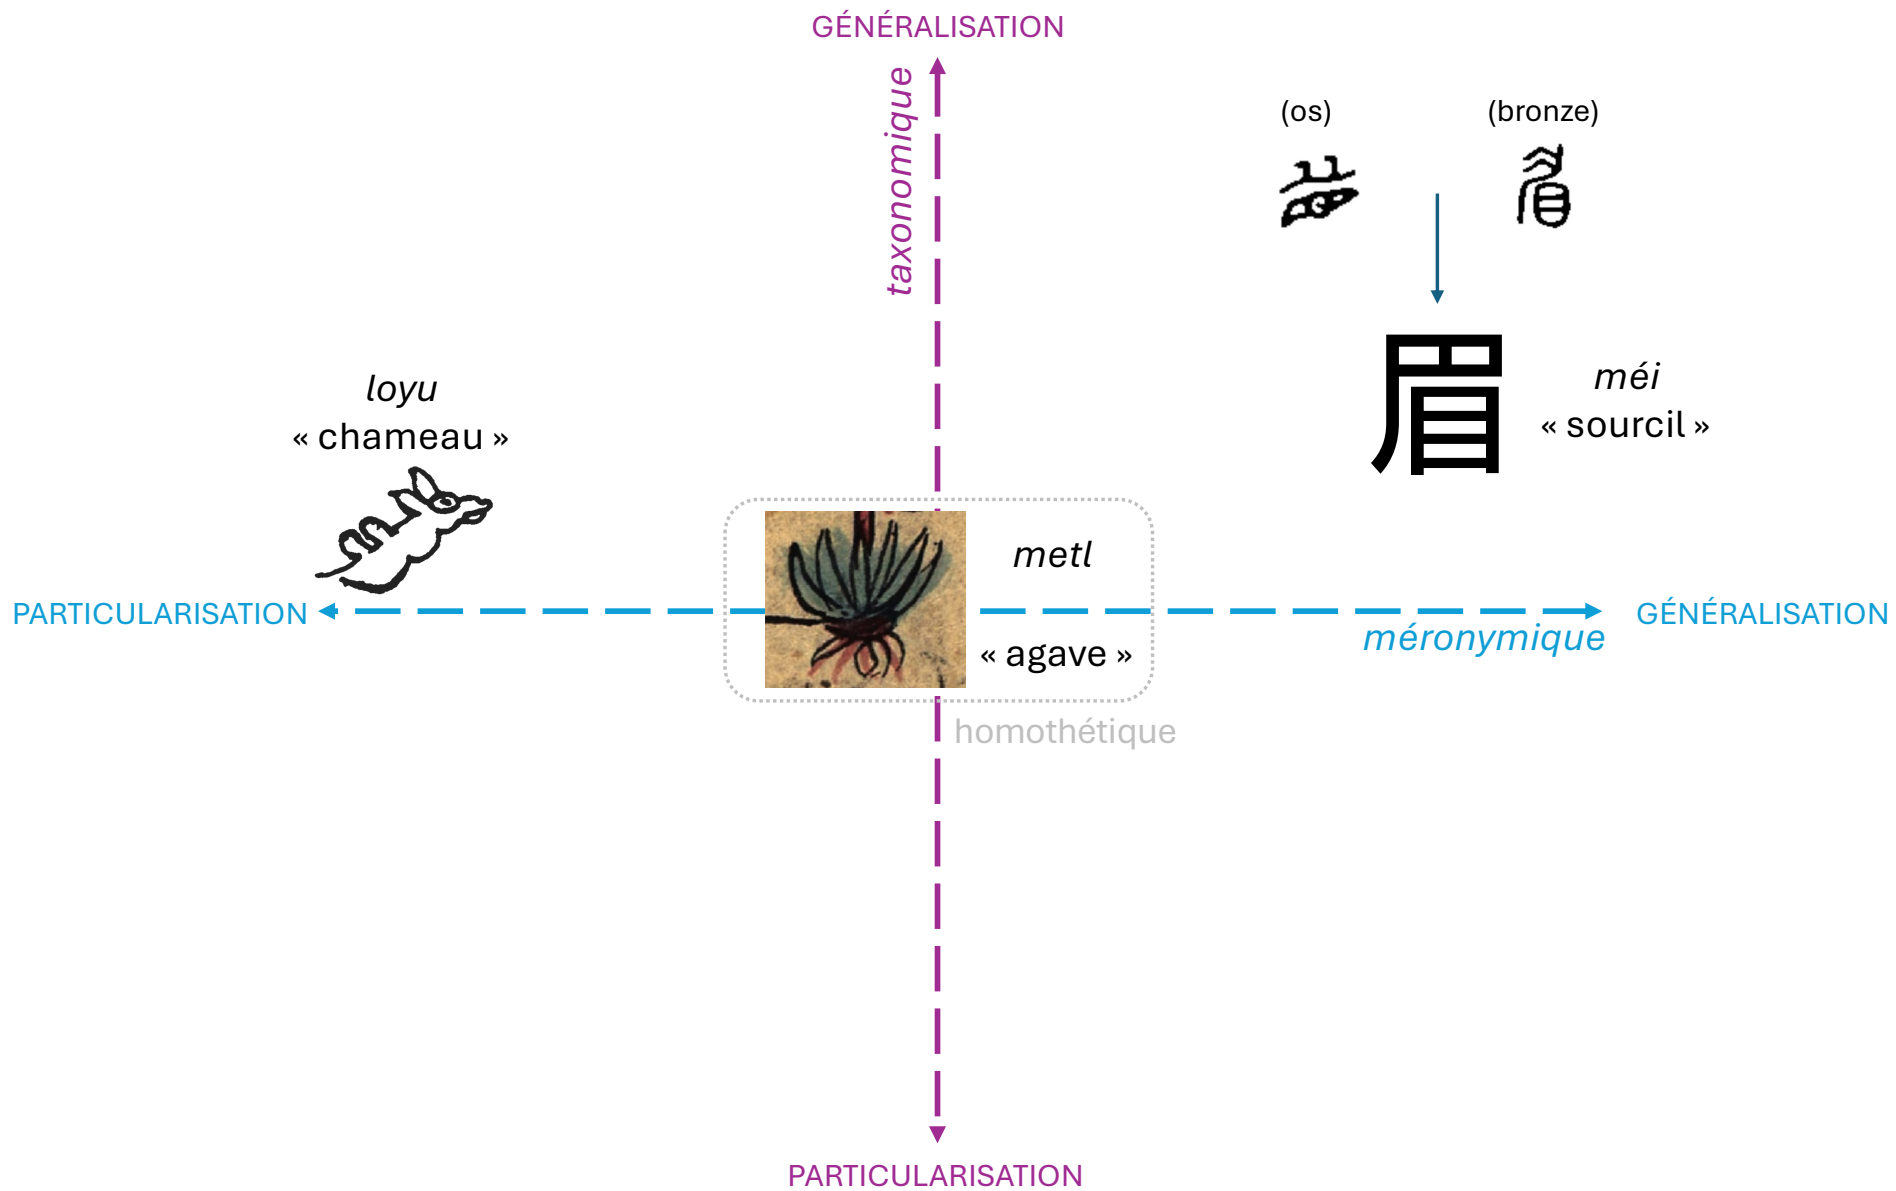 GÉNÉRALISATION
taxonomique
(os)
(bronze)
眉
méi
« sourcil »
loyu
« chameau »
metl
« agave »
homothétique
PARTICULARISATION
GÉNÉRALISATION
méronymique
PARTICULARISATION